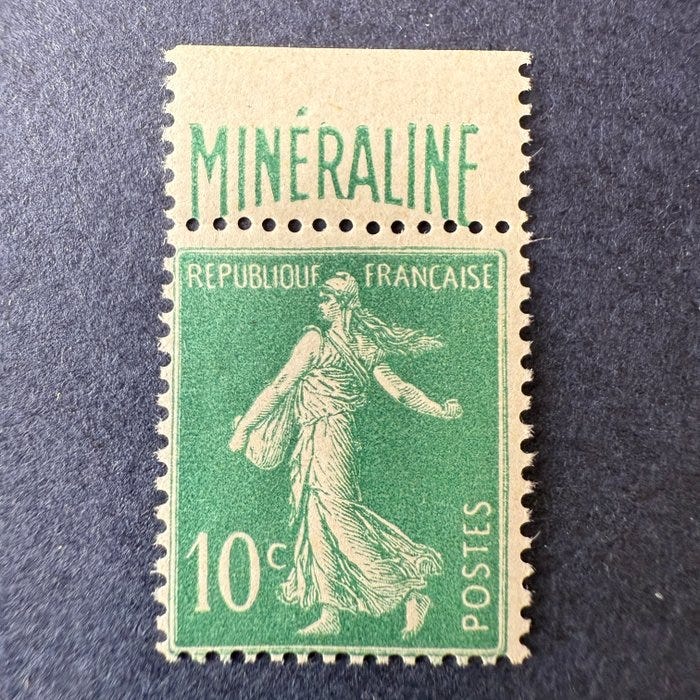 MINÉRALINE
REPUBLIQUE FRANÇAISE
10c
POSTES